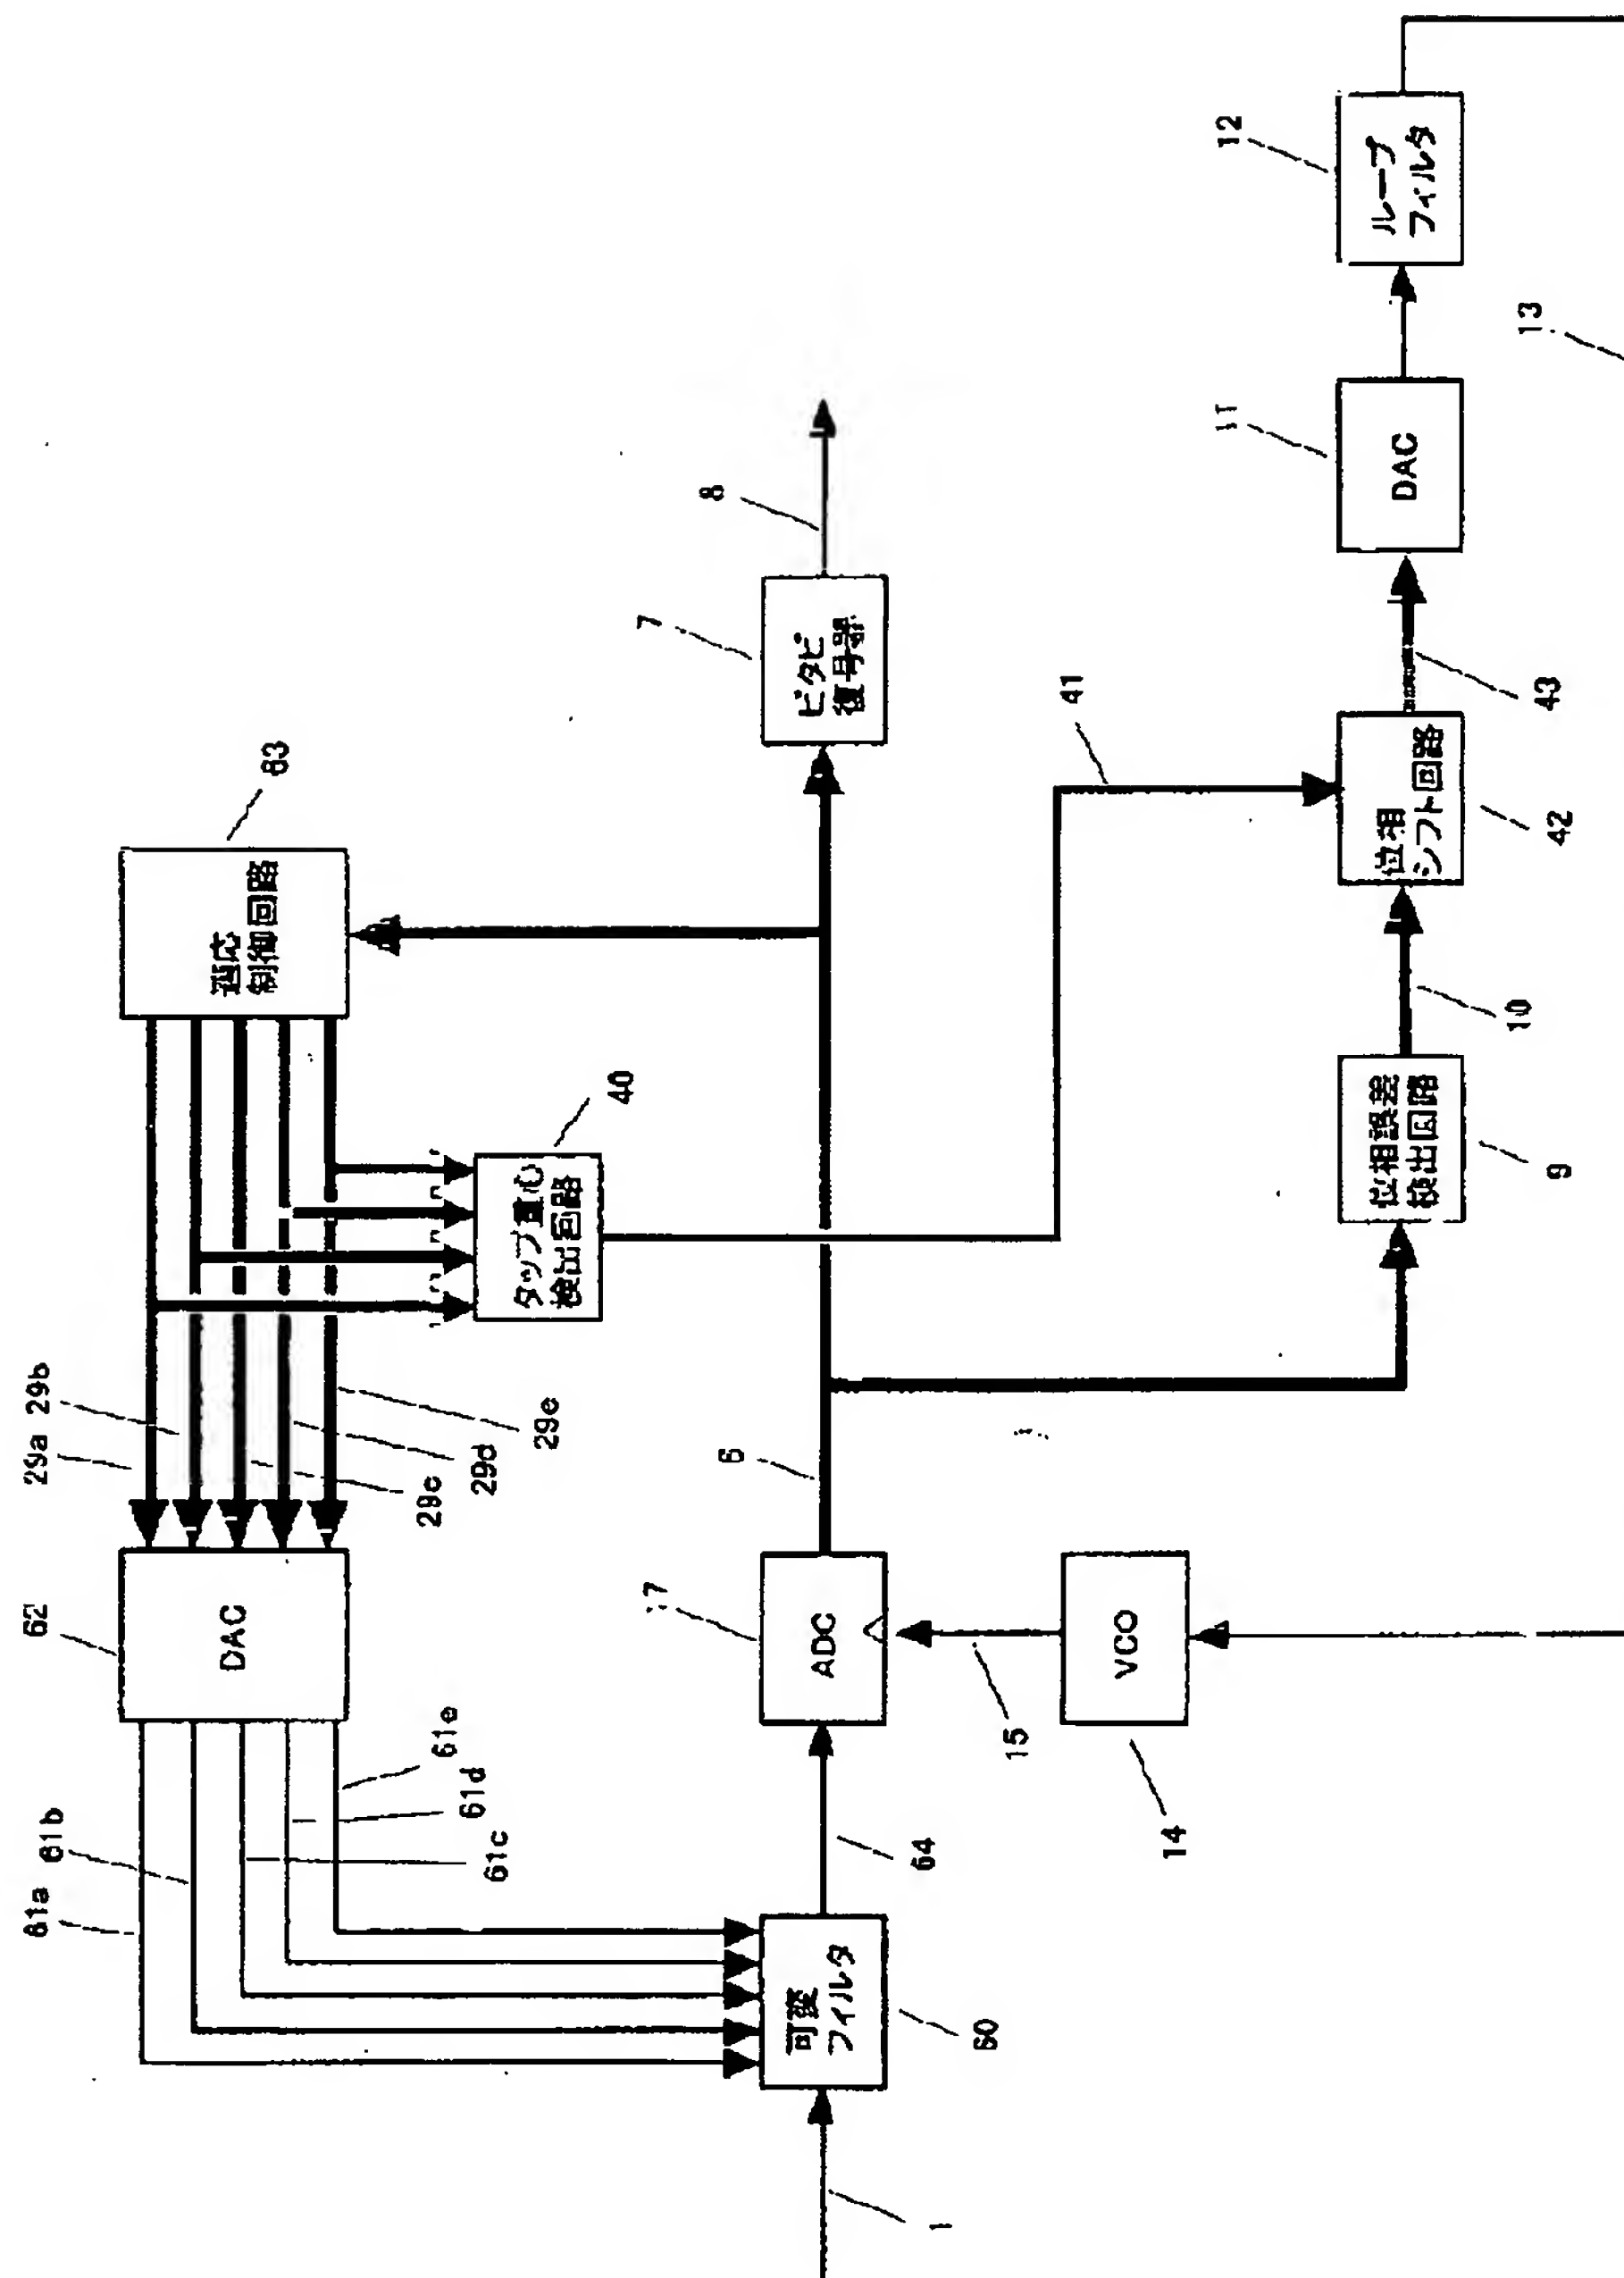 61a
61b
62
29a
29b
DAC
適応
制御回路
63
61e
61d
61c
29c
29d
29e
タップ重心
検出回路
40
1
可変
フィルタ
60
64
17
ADC
6
7
ビタビ
復号器
8
15
VCO
14
41
位相誤差
検出回路
9
10
位相
シフト回路
42
43
11
DAC
12
ループ
フィルタ
13